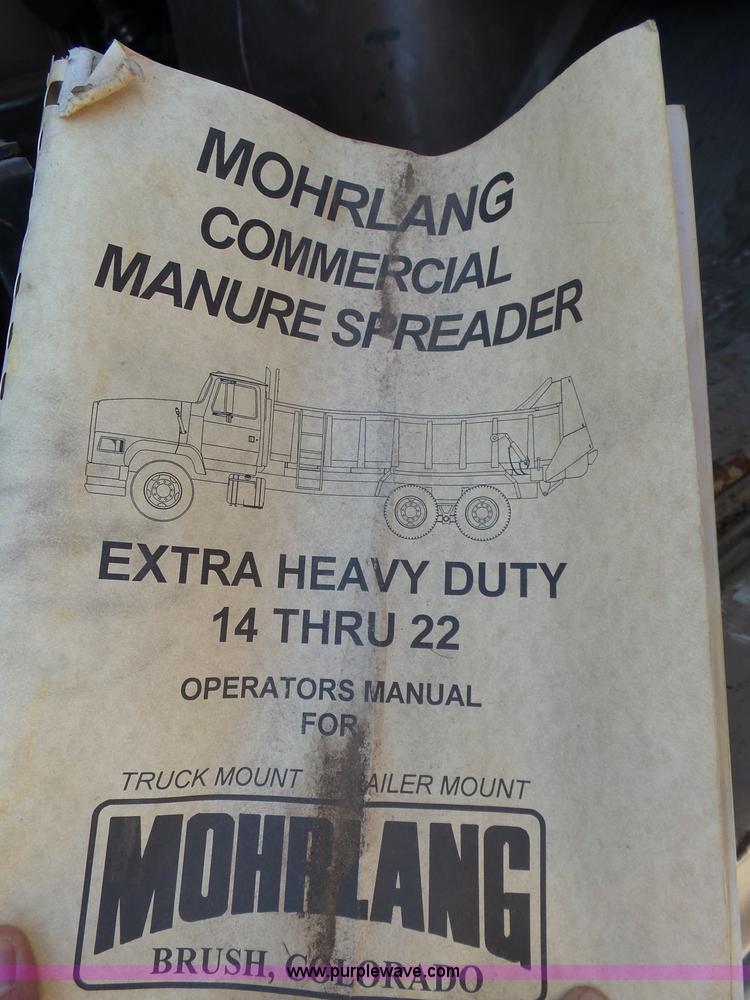 MOHRLANG
COMMERCIAL
MANURE SPREADER
EXTRA HEAVY DUTY
14 THRU 22
OPERATORS MANUAL
FOR
TRUCK MOUNT AILER MOUNT
MOHRLANG
BRUSH, COLORADO
www.purplewave.com